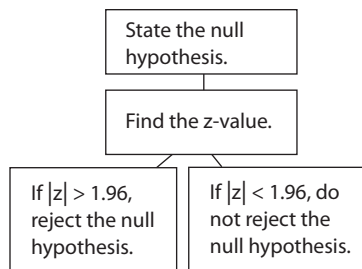 State the null
hypothesis.
Find the z-value.
If |z| > 1.96,
reject the null
hypothesis.
If |z| < 1.96, do
not reject the
null hypothesis.